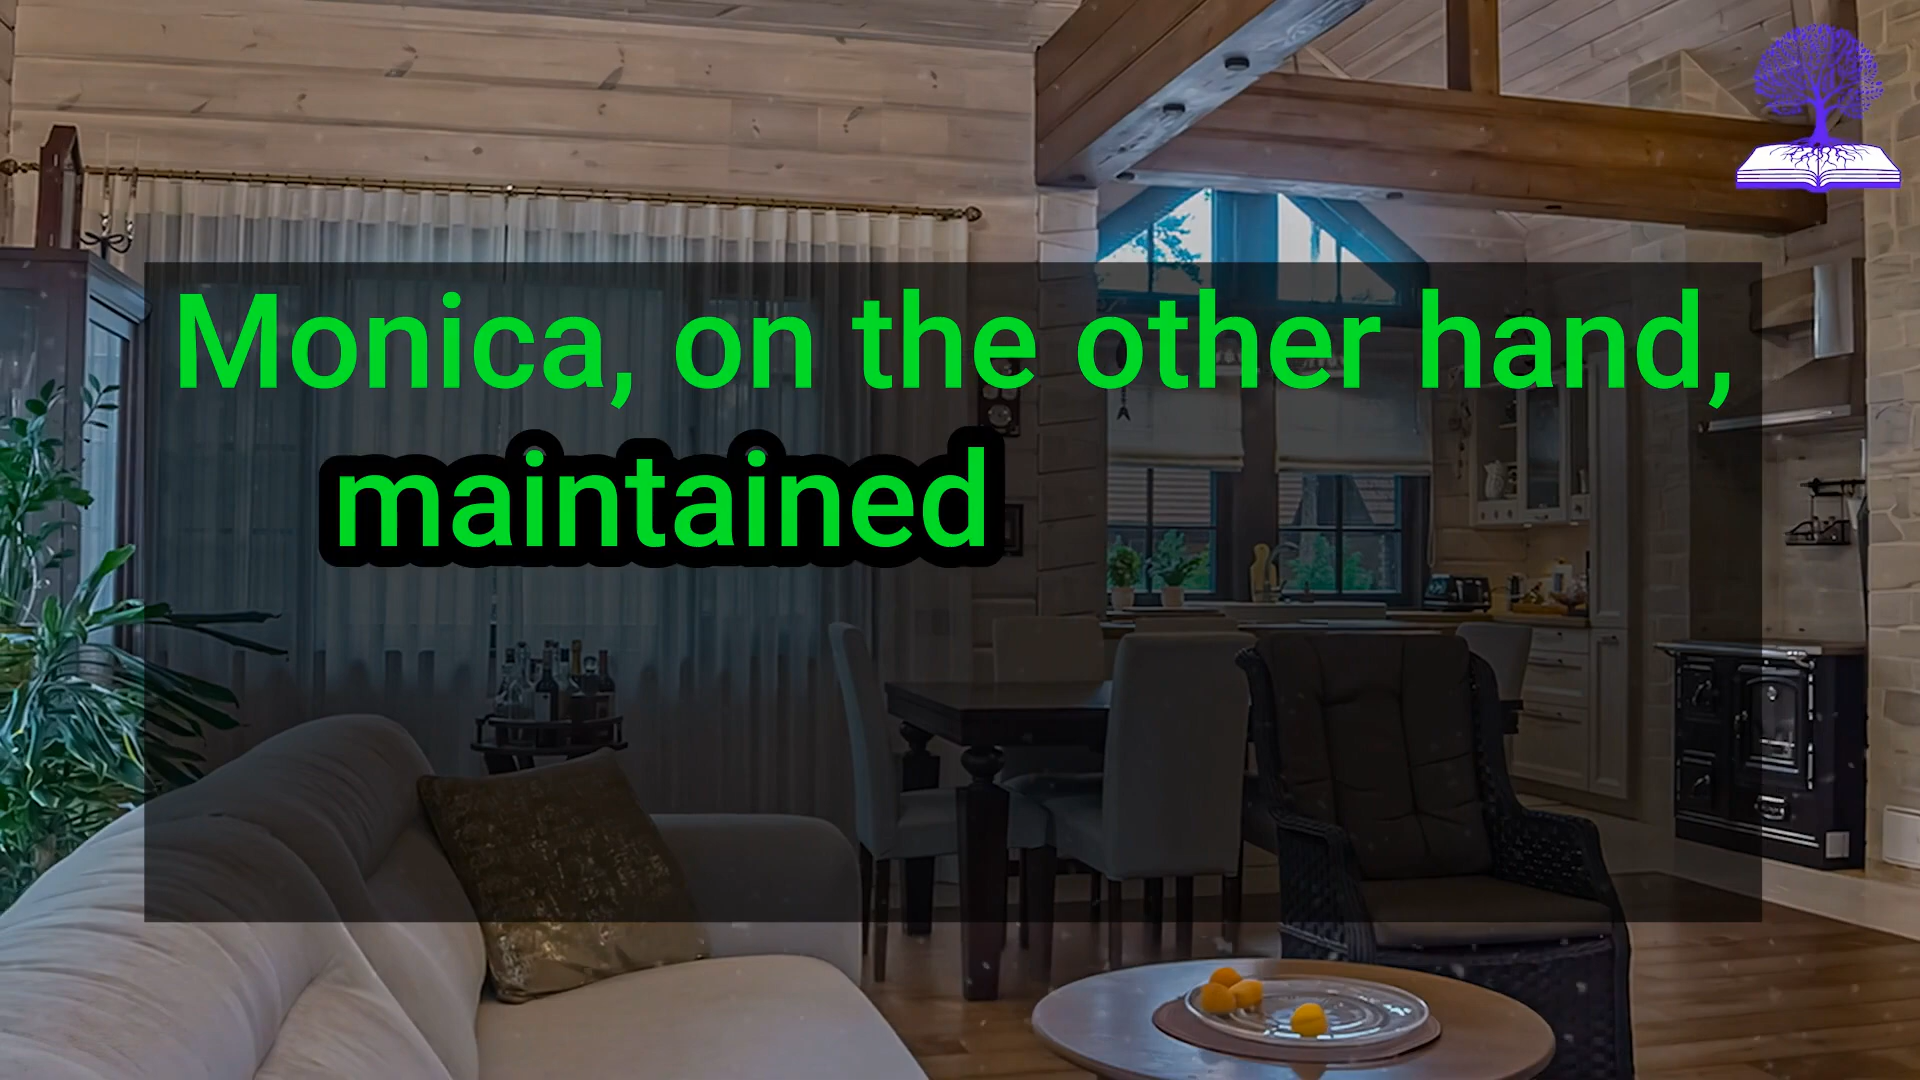 Monica, on the other hand,
maintained